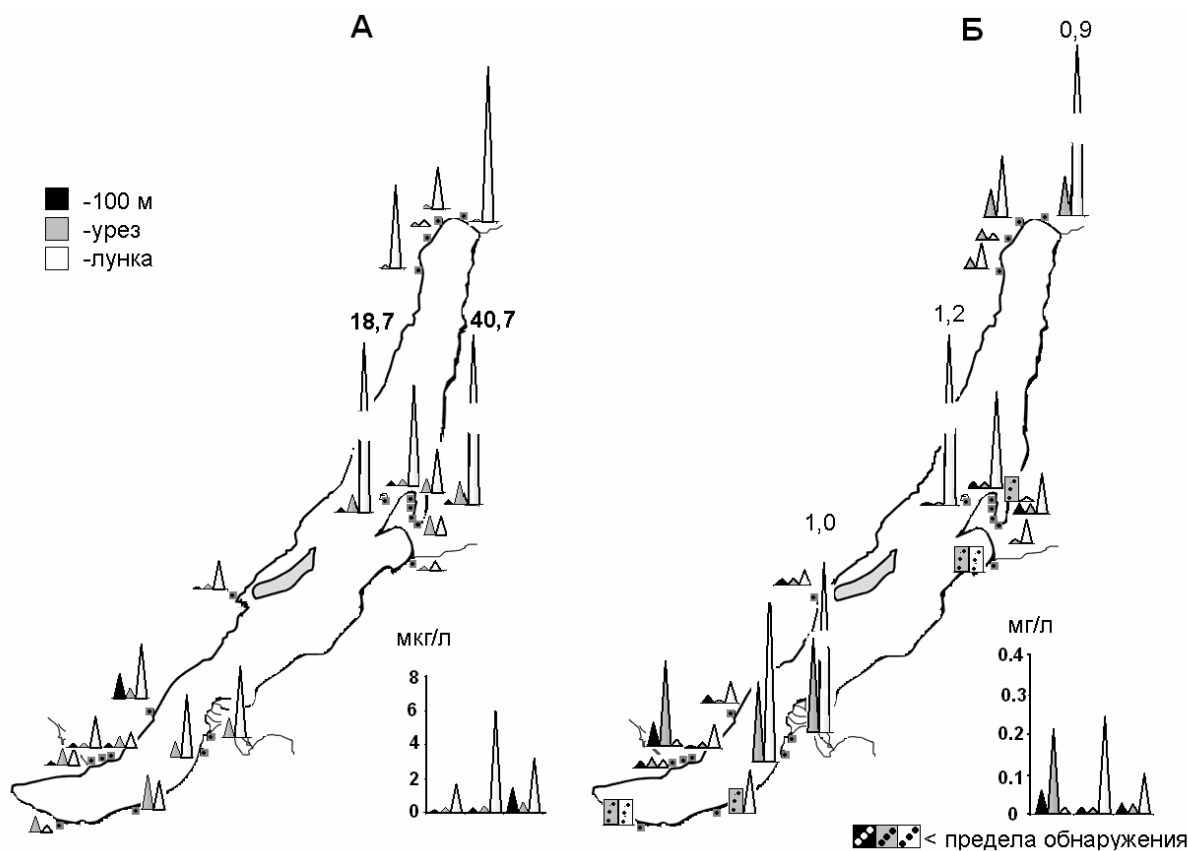 А
Б
0,9
-100 м
-урез
-лунка
18,7
40,7
1,2
1,0
мкг/л
8
6
4
2
0
мг/л
0.4
0.3
0.2
0.1
0
< предела обнаружения